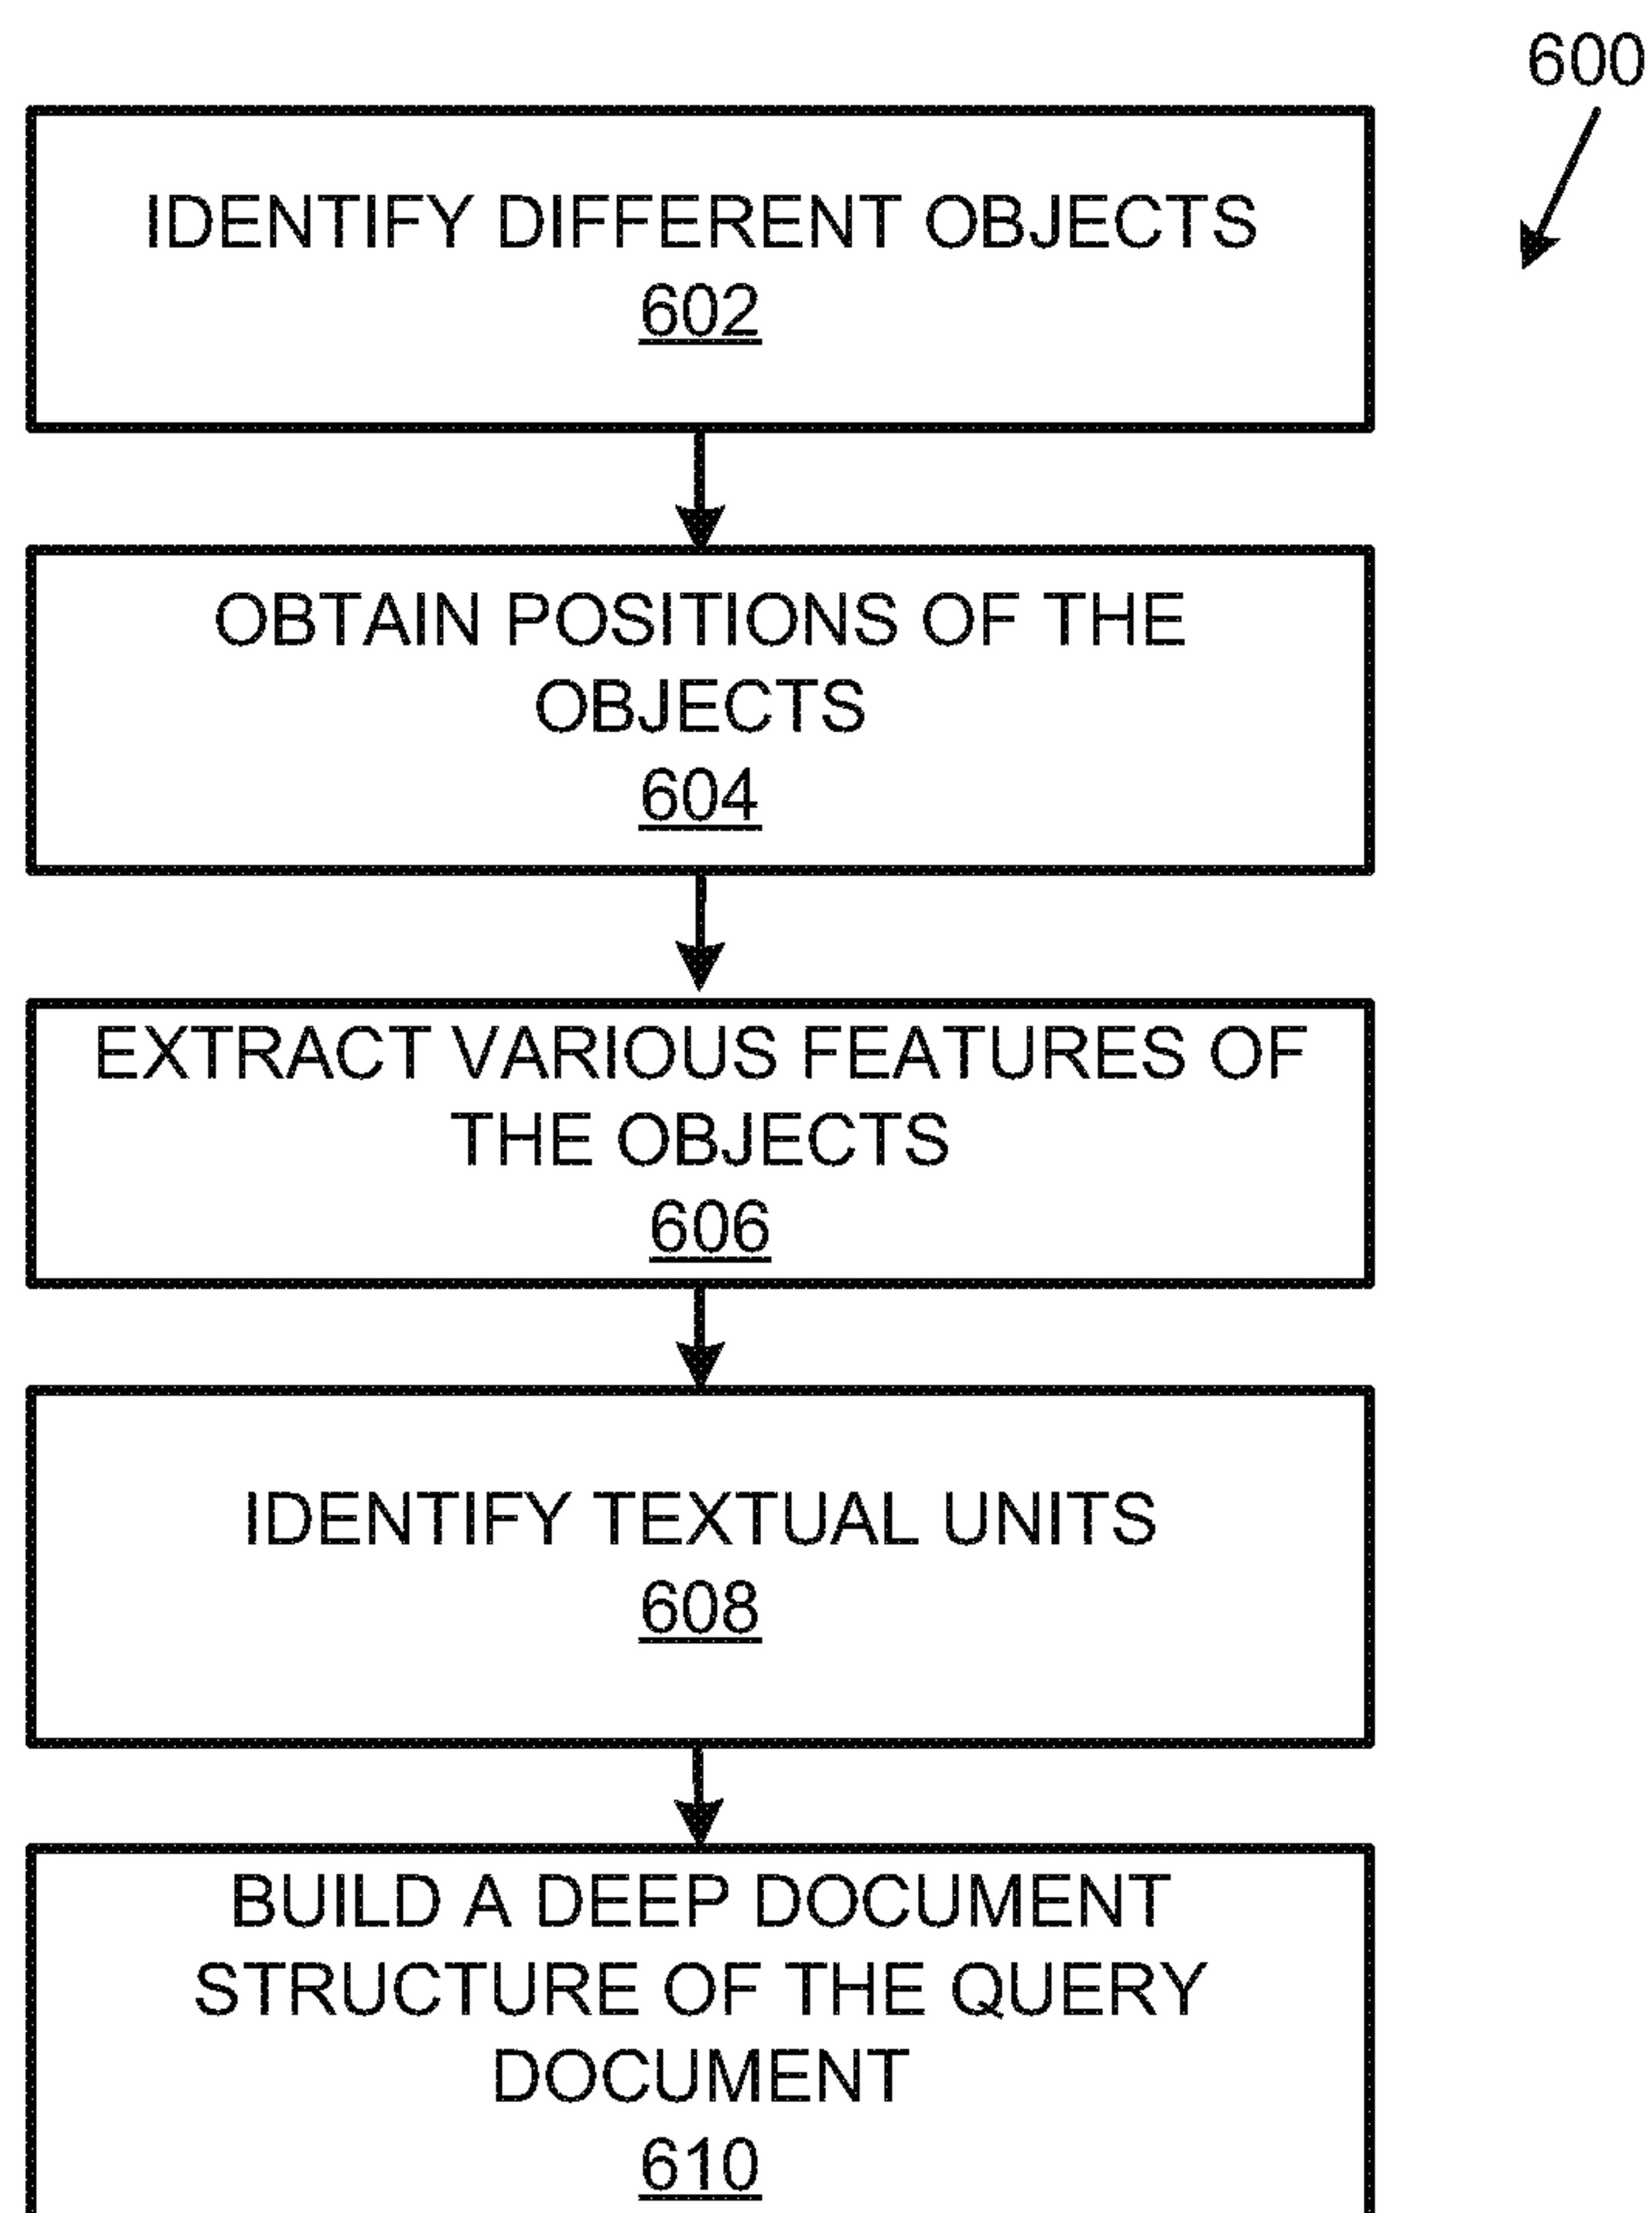 600
IDENTIFY DIFFERENT OBJECTS
602
OBTAIN POSITIONS OF THE
OBJECTS
604
EXTRACT VARIOUS FEATURES OF
THE OBJECTS
606
IDENTIFY TEXTUAL UNITS
608
BUILD A DEEP DOCUMENT
STRUCTURE OF THE QUERY
DOCUMENT
610